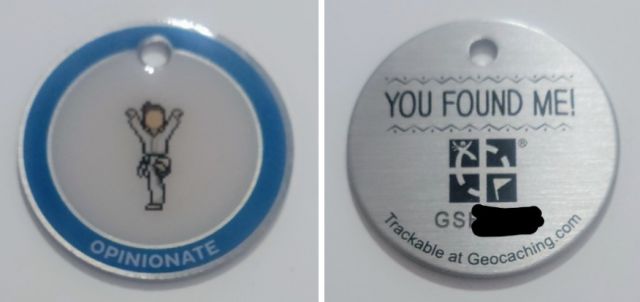 OPINIONATE
YOU FOUND ME!
®
GS
Trackable at Geocaching.com